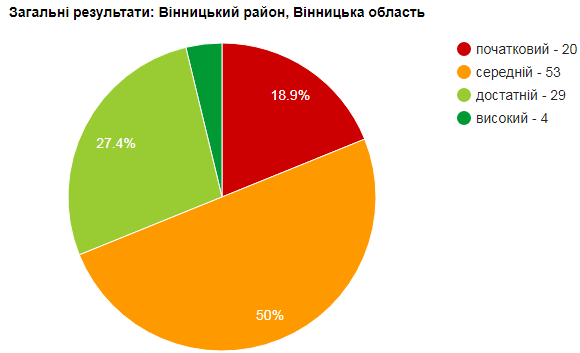 Загальні результати: Вінницький район, Вінницька область
початковий - 20
середній - 53
достатній - 29
високий - 4
18.9%
27.4%
50%